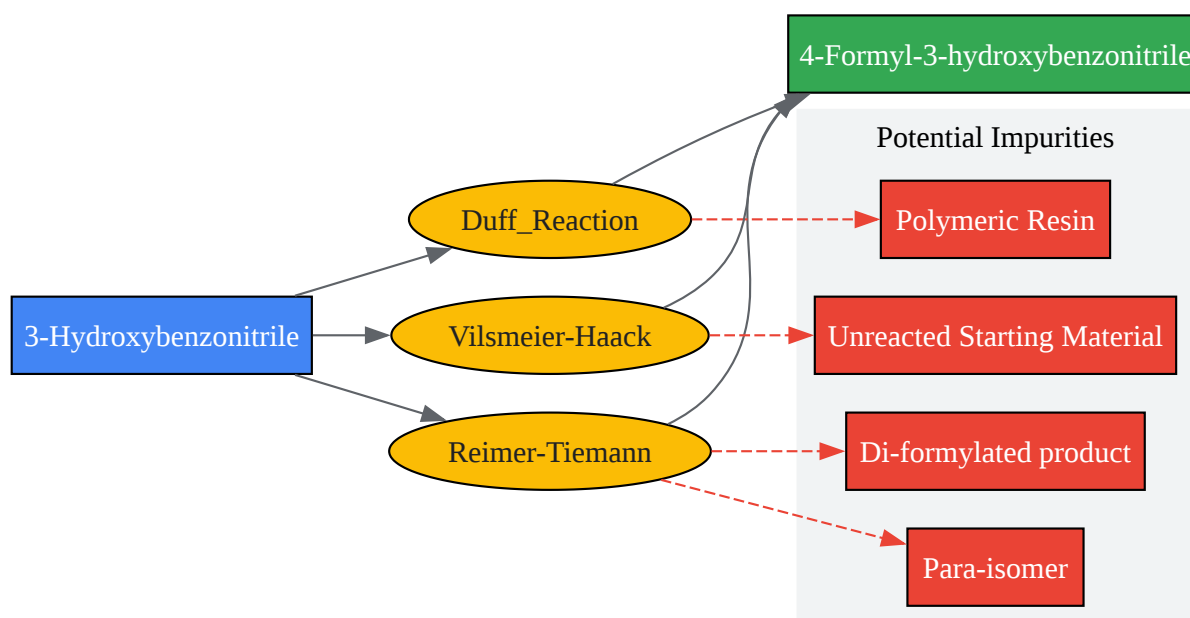 4-Formyl-3-hydroxybenzonitrile
Potential Impurities
Duff_Reaction
Polymeric Resin
3-Hydroxybenzonitrile
Vilsmeier-Haack
Unreacted Starting Material
Reimer-Tiemann
Di-formylated product
Para-isomer